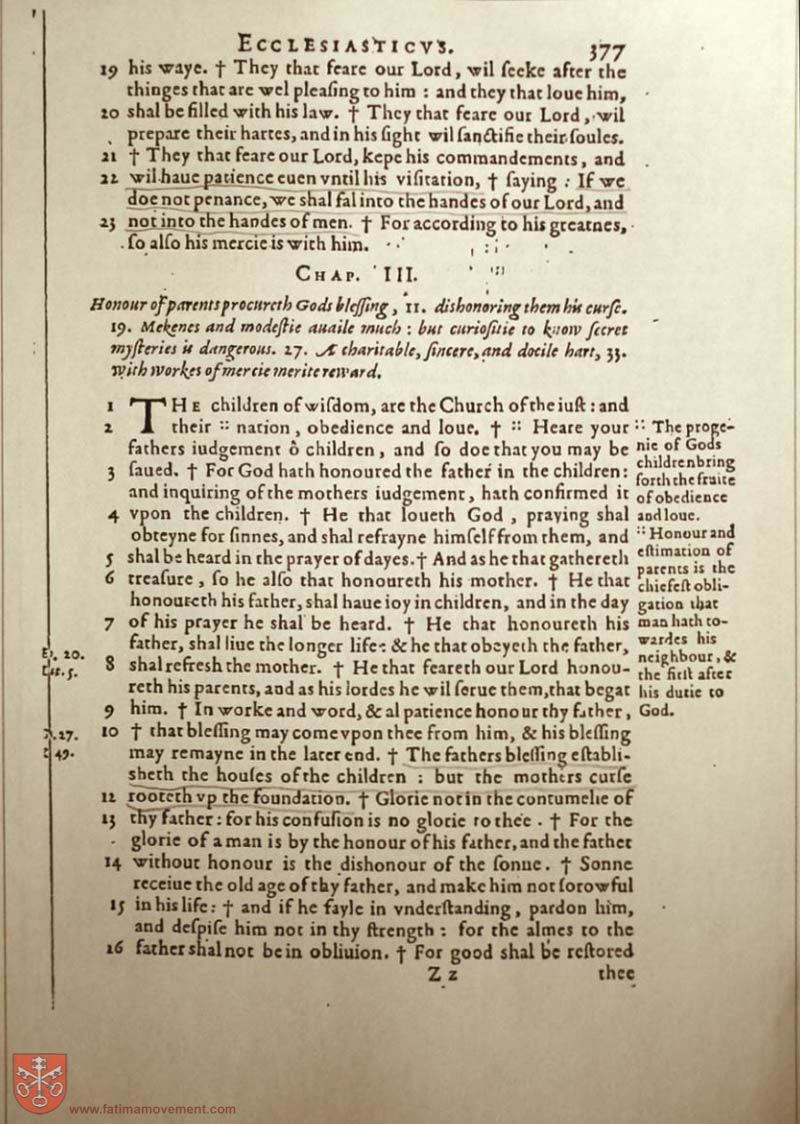 ECCLESIASTICVS. 377
19 his waye. † They that feare our Lord, wil ſeeke after the
thinges that are wel pleaſing to him : and they that loue him,
20 shal be filled with his law. † They that feare our Lord, wil
prepare their hartes, and in his ſight wil ſanctifie their ſoules.
21 † They that feare our Lord, kepe his commandements, and
22 wil haue patience euen vntil his viſitation, † ſaying : If we
doe not penance, we shal fal into the handes of our Lord, and
23 not into the handes of men. † For according to his greatnes,
ſo alſo his mercie is with him.
CHAP. III.
Honour of parents procureth Gods bleſſing, 11. dishonoring them his curſe.
19. Mekenes and modeſtie auaile much : but curioſitie to know ſecret
myſteries is dangerous. 27. A charitable, ſincere, and docile hart, 33.
with workes of mercie merite reward.
1 THE children of wiſdom, are the Church of the iuſt : and
2 their :: nation, obedience and loue. † :: Heare your
fathers iudgement ô children, and ſo doe that you may be
3 ſaued. † For God hath honoured the father in the children:
and inquiring of the mothers iudgement, hath confirmed it
4 vpon the children. † He that loueth God, praying shal
obteyne for ſinnes, and shal refrayne himſelf from them, and
5 shal be heard in the prayer of dayes. † And as he that gathereth
6 treaſure, ſo he alſo that honoureth his mother. † He that
honoureth his father, shal haue ioy in children, and in the day
7 of his prayer he shal be heard. † He that honoureth his
father, shal liue the longer life: & he that obeyeth the father,
8 shal refresh the mother. † He that feareth our Lord honou-
reth his parents, and as his lordes he wil ſerue them, that begat
9 him. † In worke and word, & al patience honour thy father,
10 † that bleſſing may come vpon thee from him, & his bleſſing
may remayne in the later end. † The fathers bleſſing eſtabli-
sheth the houſes of the children : but the mothers curſe
12 rooteth vp the foundation. † Glorie not in the contumelie of
13 thy father : for his confuſion is no glorie to thee . † For the
glorie of a man is by the honour of his father, and the father
14 without honour is the dishonour of the ſonne . † Sonne
receiue the old age of thy father, and make him not ſorowful
15 in his life : † and if he fayle in vnderſtanding, pardon him,
and deſpiſe him not in thy ſtrength : for the almes to the
16 father shal not be in obliuion. † For good shal be reſtored
Z z thee
:: The proge-
nie of Gods
children bring
forth the fruite
of obedience
and loue.
:: Honour and
eſtimation of
parents is the
chiefeſt obli-
gation that
man hath to-
wardes his
neighbour, &
the firſt after
his dutie to
God.
20.
5.
27.
49.
www.fatimamovement.com